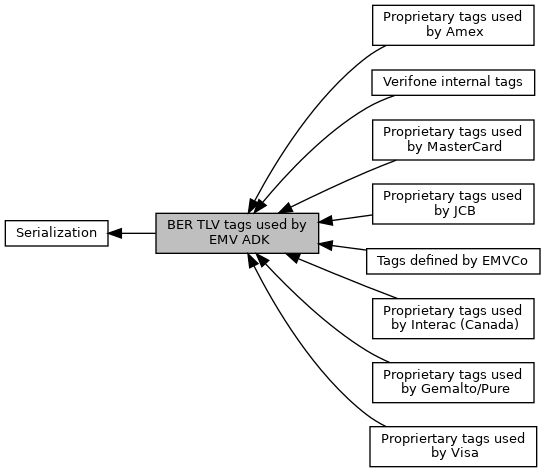 Proprietary tags used
by Amex
Verifone internal tags
Proprietary tags used
by MasterCard
Proprietary tags used
by JCB
BER TLV tags used by
EMV ADK
Serialization
Tags defined by EMVCo
Proprietary tags used
by Interac (Canada)
Proprietary tags used
by Gemalto/Pure
Propriertary tags used
by Visa